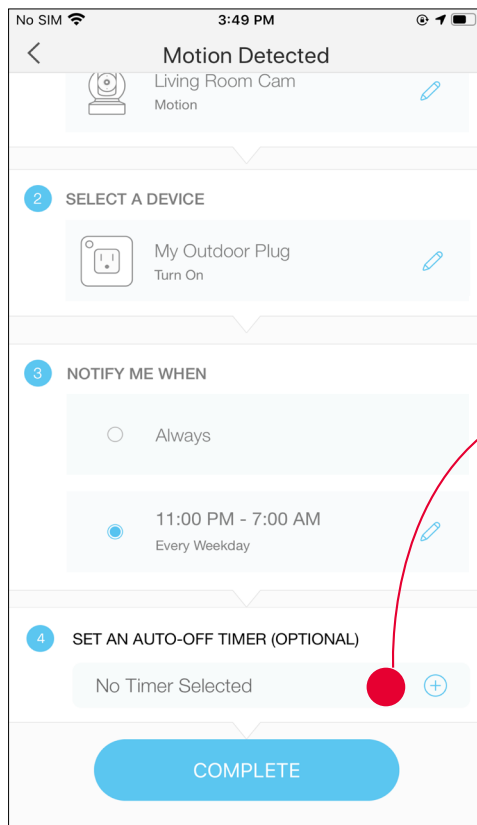 No SIM 3:49 PM
Motion Detected
Living Room Cam
Motion
2 SELECT A DEVICE
My Outdoor Plug
Turn On
3 NOTIFY ME WHEN
Always
11:00 PM - 7:00 AM
Every Weekday
4 SET AN AUTO-OFF TIMER (OPTIONAL)
No Timer Selected
COMPLETE